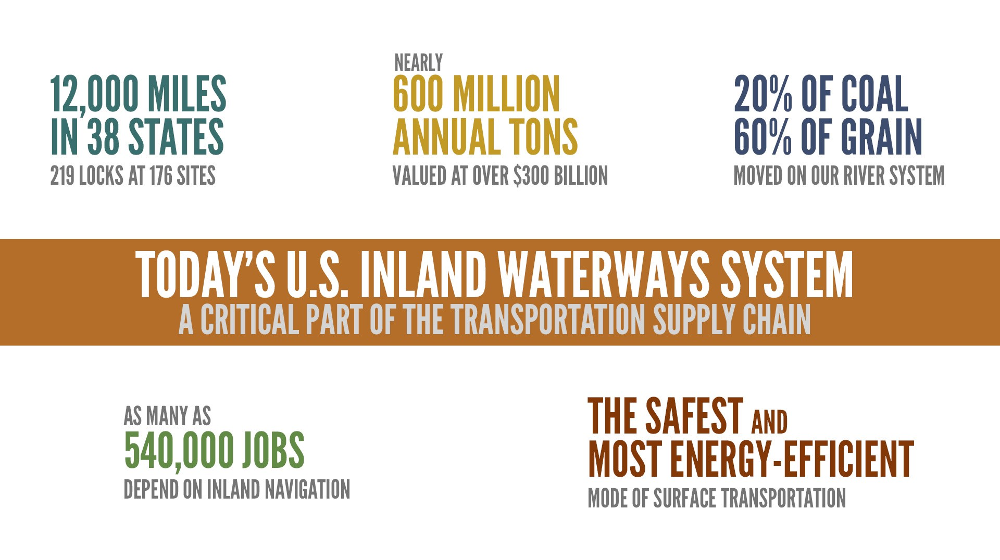 12,000 MILES
IN 38 STATES
219 LOCKS AT 176 SITES
NEARLY
600 MILLION
ANNUAL TONS
VALUED AT OVER $300 BILLION
20% OF COAL
60% OF GRAIN
MOVED ON OUR RIVER SYSTEM
TODAY’S U.S. INLAND WATERWAYS SYSTEM
A CRITICAL PART OF THE TRANSPORTATION SUPPLY CHAIN
AS MANY AS
540,000 JOBS
DEPEND ON INLAND NAVIGATION
THE SAFEST AND
MOST ENERGY-EFFICIENT
MODE OF SURFACE TRANSPORTATION